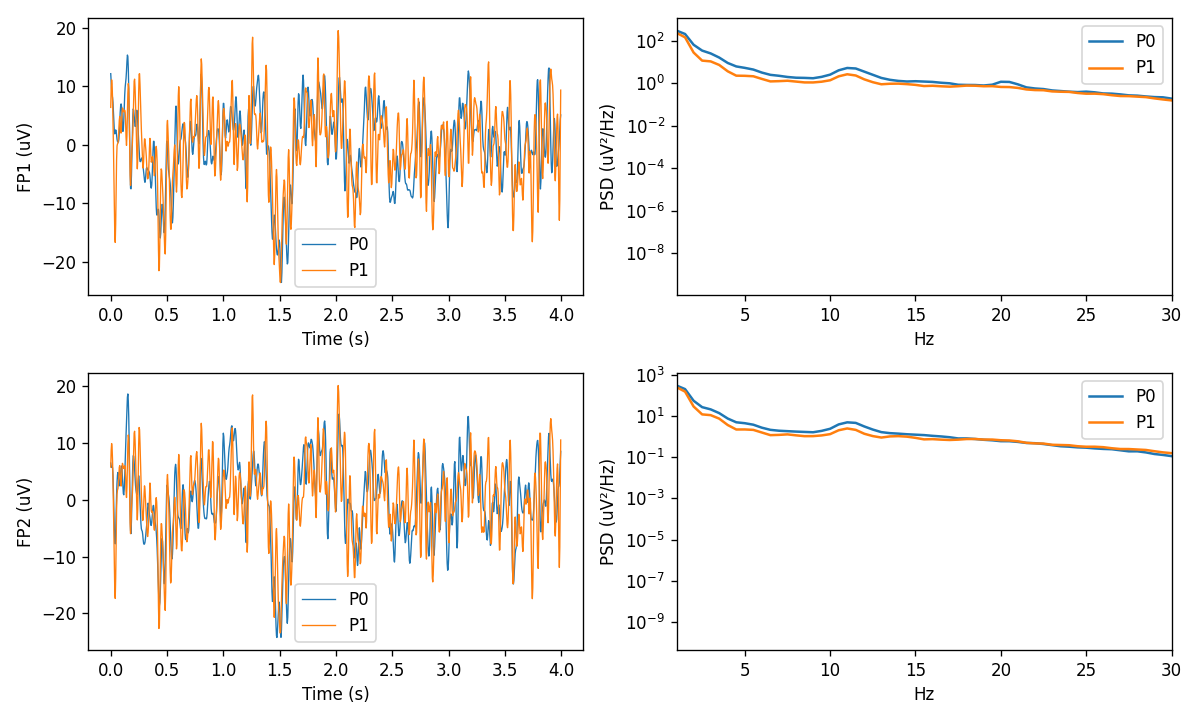 20
10
0
−10
−20
FP1 (uV)
0.0 0.5 1.0 1.5 2.0 2.5 3.0 3.5 4.0
Time (s)
P0
P1
10²
10⁰
10⁻²
10⁻⁴
10⁻⁶
10⁻⁸
PSD (uV²/Hz)
5 10 15 20 25 30
Hz
P0
P1
20
10
0
−10
−20
FP2 (uV)
0.0 0.5 1.0 1.5 2.0 2.5 3.0 3.5 4.0
Time (s)
P0
P1
10³
10¹
10⁻¹
10⁻³
10⁻⁵
10⁻⁷
10⁻⁹
PSD (uV²/Hz)
5 10 15 20 25 30
Hz
P0
P1